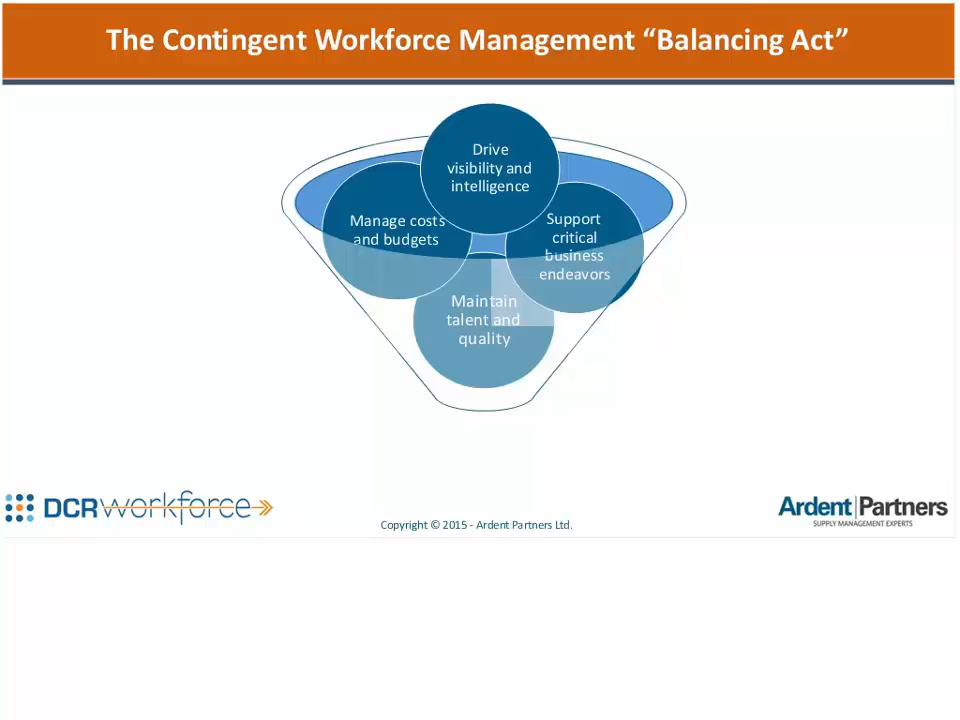 The Contingent Workforce Management “Balancing Act”
Drive
visibility and
intelligence
Manage costs
and budgets
Support
critical
business
endeavors
Maintain
talent and
quality
DCRworkforce
Copyright © 2015 - Ardent Partners Ltd.
Ardent|Partners
SUPPLY MANAGEMENT EXPERTS